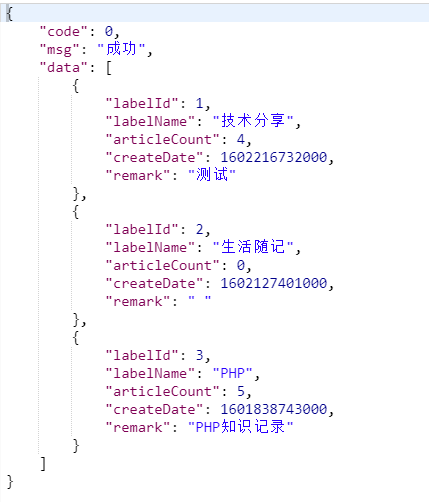 {
    "code": 0,
    "msg": "成功",
    "data": [
        {
            "labelId": 1,
            "labelName": "技术分享",
            "articleCount": 4,
            "createDate": 1602216732000,
            "remark": "测试"
        },
        {
            "labelId": 2,
            "labelName": "生活随记",
            "articleCount": 0,
            "createDate": 1602127401000,
            "remark": " "
        },
        {
            "labelId": 3,
            "labelName": "PHP",
            "articleCount": 5,
            "createDate": 1601838743000,
            "remark": "PHP知识记录"
        }
    ]
}